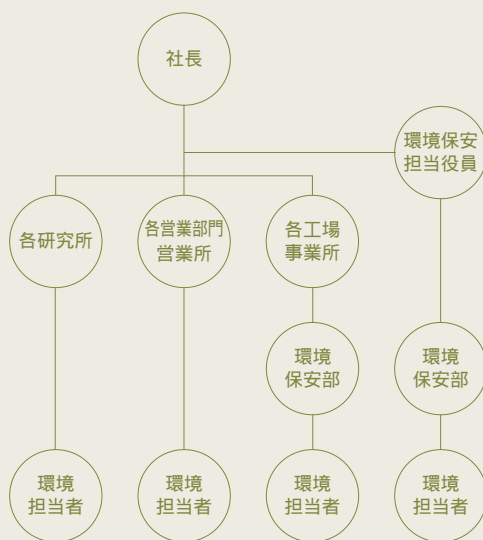 社長
環境保安
担当役員
各研究所
各営業部門
営業所
各工場
事業所
環境
保安部
環境
保安部
環境
担当者
環境
担当者
環境
担当者
環境
担当者